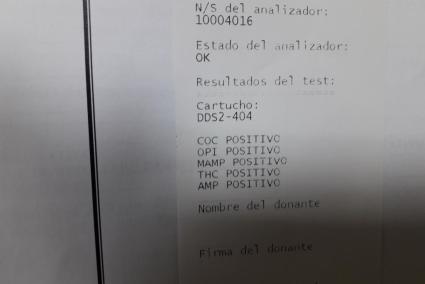 N/S del analizador:
10004016
Estado del analizador:
OK
Resultados del test:
Cartucho:
DDS2-404
COC POSITIVO
OPI POSITIVO
MAMP POSITIVO
THC POSITIVO
AMP POSITIVO
Nombre del donante
Firma del donante